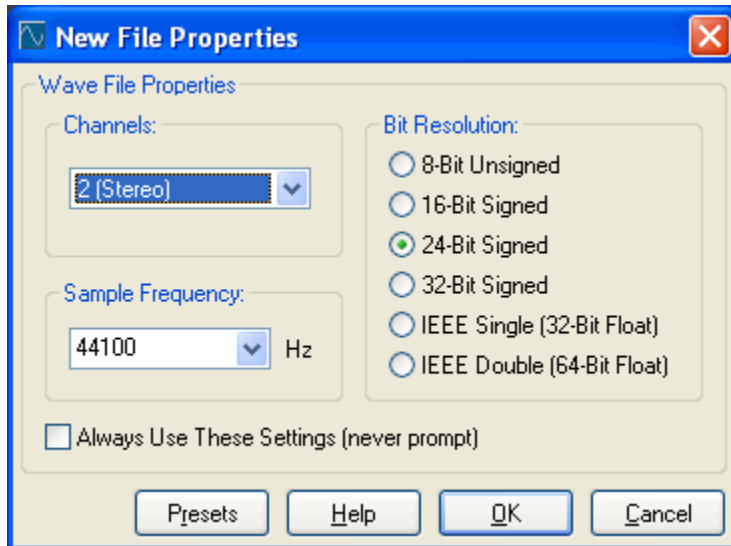 New File Properties
Wave File Properties
Channels:
2 (Stereo)
Sample Frequency:
44100 Hz
Bit Resolution:
8-Bit Unsigned
16-Bit Signed
24-Bit Signed
32-Bit Signed
IEEE Single (32-Bit Float)
IEEE Double (64-Bit Float)
Always Use These Settings (never prompt)
Presets Help OK Cancel